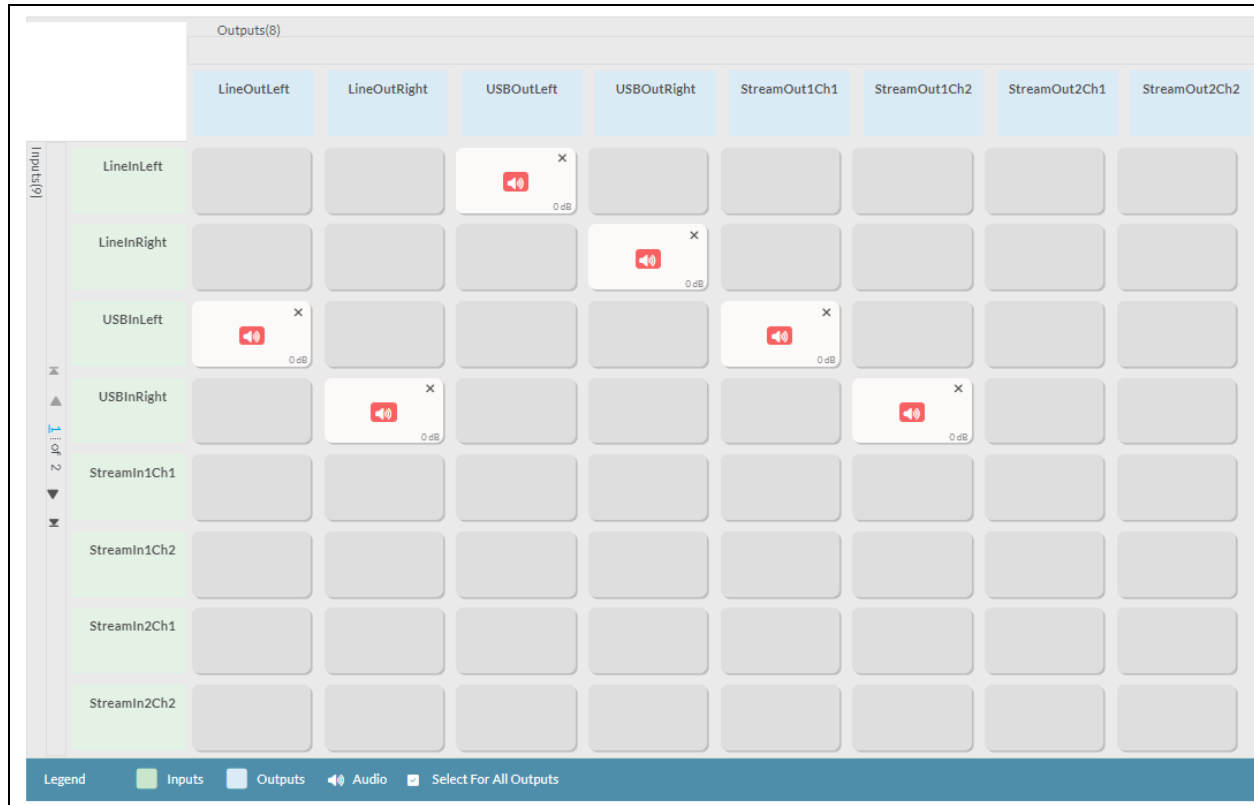 Outputs(8)
LineOutLeft LineOutRight USBOutLeft USBOutRight StreamOut1Ch1 StreamOut1Ch2 StreamOut2Ch1 StreamOut2Ch2
Inputs(9)
LineInLeft
0 dB
LineInRight
0 dB
USBInLeft
0 dB 0 dB
USBInRight
0 dB 0 dB
1 of 2
StreamIn1Ch1
StreamIn1Ch2
StreamIn2Ch1
StreamIn2Ch2
Legend Inputs Outputs Audio Select For All Outputs